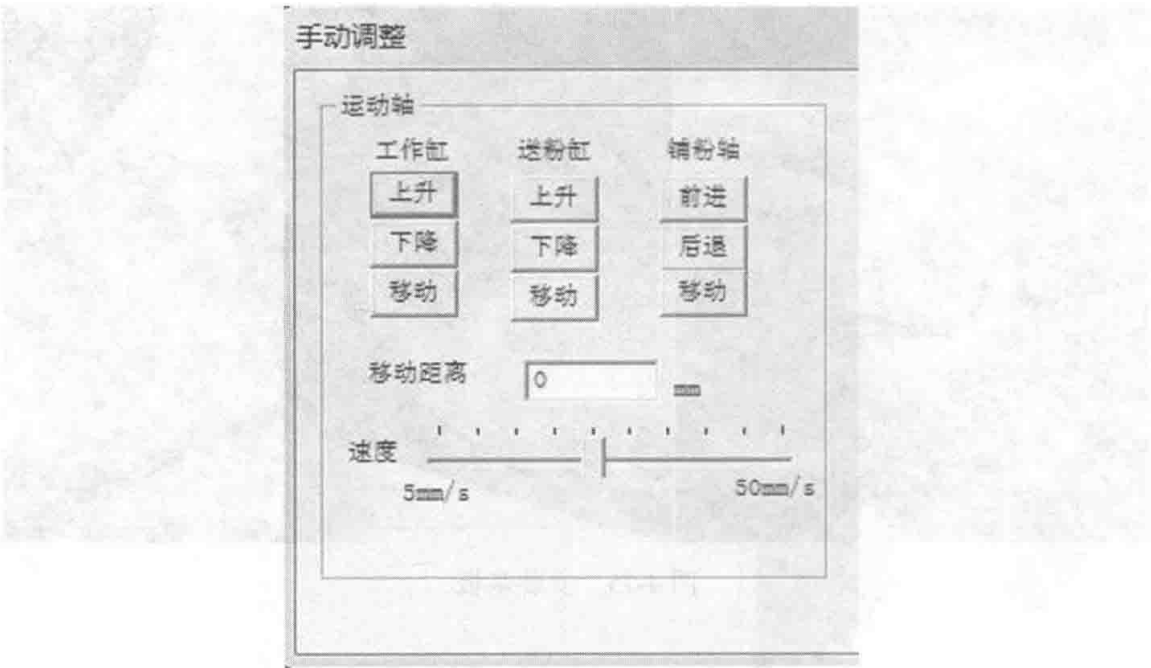 手动调整
运动轴
工作缸 送粉缸 铺粉轴
上升 上升 前进
下降 下降 后退
移动 移动 移动
移动距离 0 mm
速度
5mm/s 50mm/s